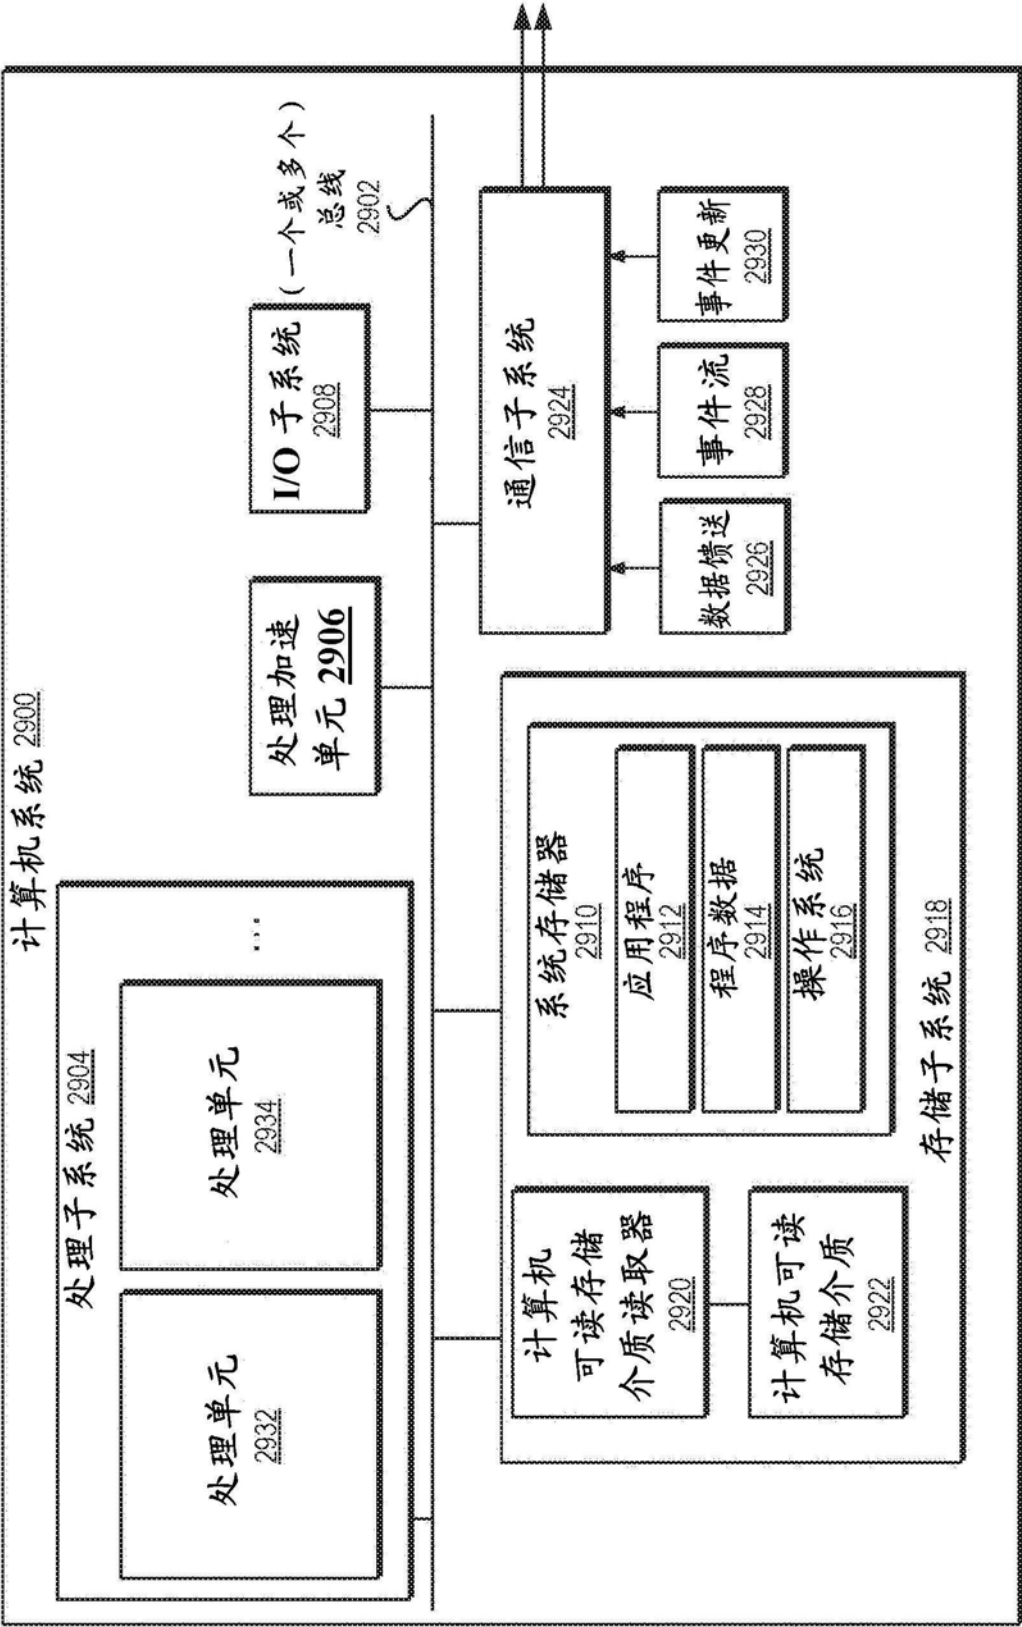 计算机系统 2900
处理子系统 2904
处理单元
2932
处理单元
2934
处理加速
单元 2906
I/O 子系统
2908
(一个或多个)
总线
2902
计算机
可读存储
介质读取器
2920
计算机可读
存储介质
2922
系统存储器
2910
应用程序
2912
程序数据
2914
操作系统
2916
存储子系统 2918
通信子系统
2924
数据馈送
2926
事件流
2928
事件更新
2930